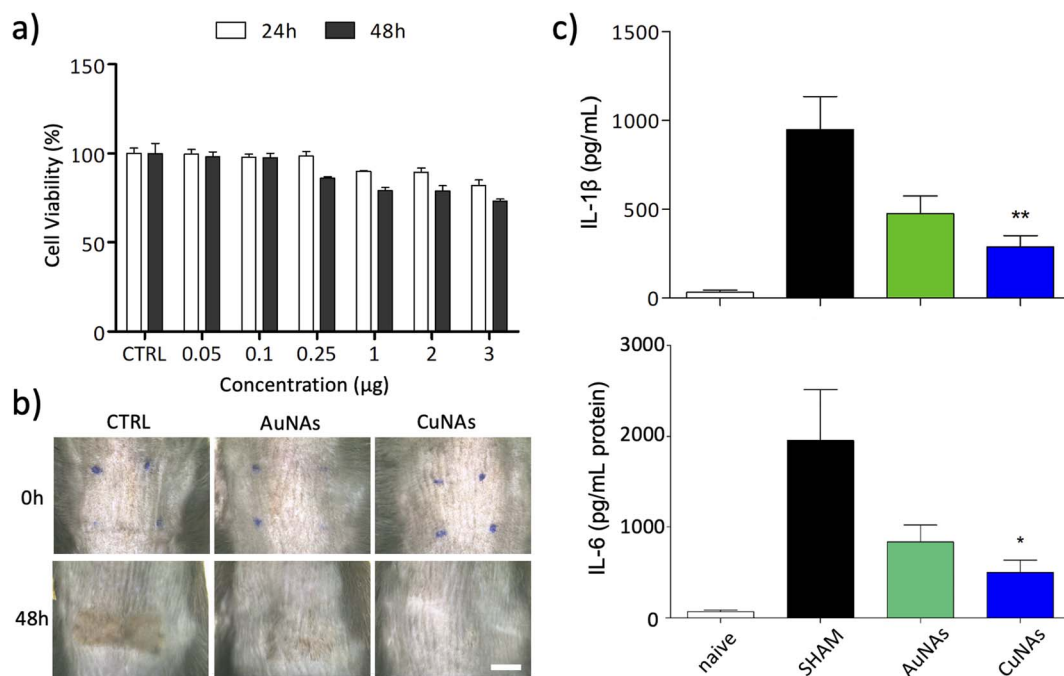 a)
24h 48h
150
100
50
0
Cell Viability (%)
CTRL 0.05 0.1 0.25 1 2 3
Concentration (µg)
b)
CTRL AuNAs CuNAs
0h
48h
c)
1500
1000
500
0
IL-1β (pg/mL)
**
3000
2000
1000
0
IL-6 (pg/mL protein)
*
naive SHAM AuNAs CuNAs